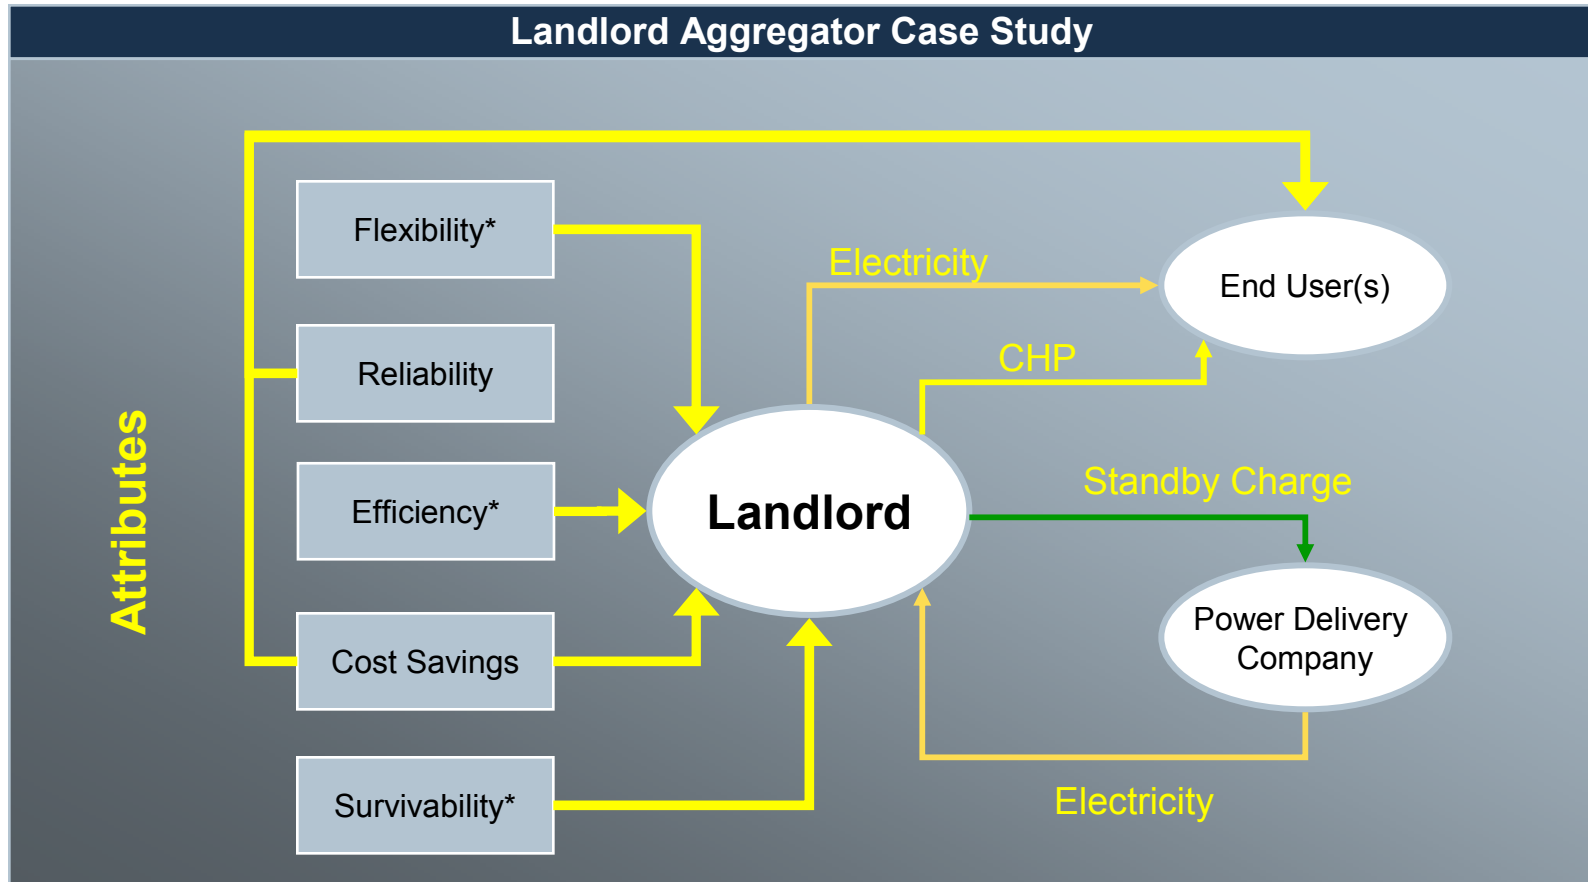 Landlord Aggregator Case Study
Attributes
Flexibility*
Reliability
Efficiency*
Cost Savings
Survivability*
Landlord
Electricity
CHP
End User(s)
Standby Charge
Power Delivery
Company
Electricity